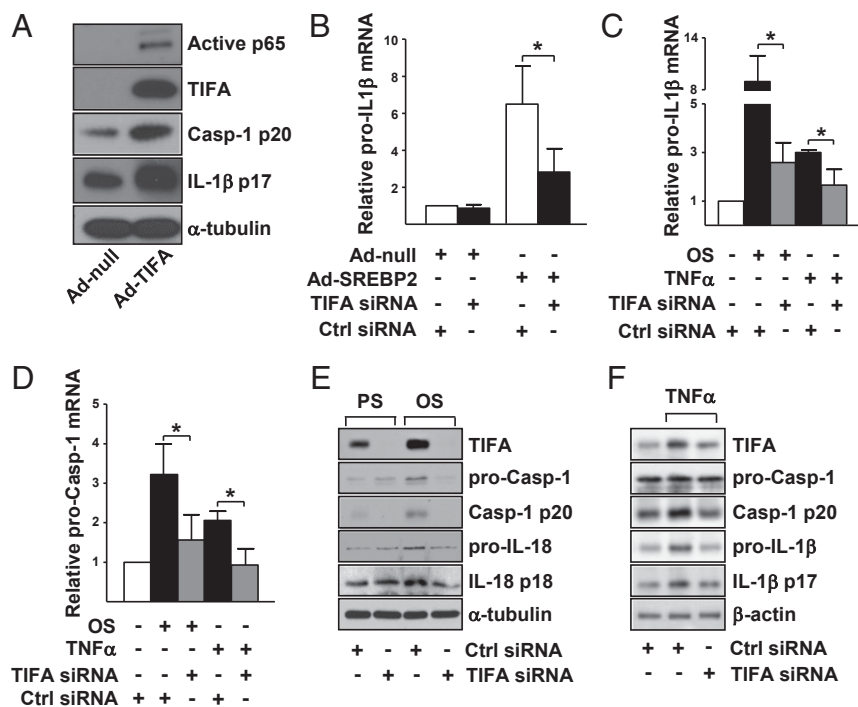 A
Active p65
TIFA
Casp-1 p20
IL-1β p17
α-tubulin
Ad-null
Ad-TIFA
B
Relative pro-IL1β mRNA
10
8
6
4
2
*
Ad-null + + - -
Ad-SREBP2 - - + +
TIFA siRNA - + - +
Ctrl siRNA + - + -
C
Relative pro-IL1β mRNA
14
8
5
3
1
*
*
OS - + + - -
TNFα - - - + +
TIFA siRNA - - + - +
Ctrl siRNA + + - + -
D
Relative pro-Casp-1 mRNA
5
4
3
2
1
*
*
OS - + + - -
TNFα - - - + +
TIFA siRNA - - + - +
Ctrl siRNA + + - + -
E
PS OS
TIFA
pro-Casp-1
Casp-1 p20
pro-IL-18
IL-18 p18
α-tubulin
+ - + - Ctrl siRNA
- + - + TIFA siRNA
F
TNFα
TIFA
pro-Casp-1
Casp-1 p20
pro-IL-1β
IL-1β p17
β-actin
+ + - Ctrl siRNA
- - + TIFA siRNA